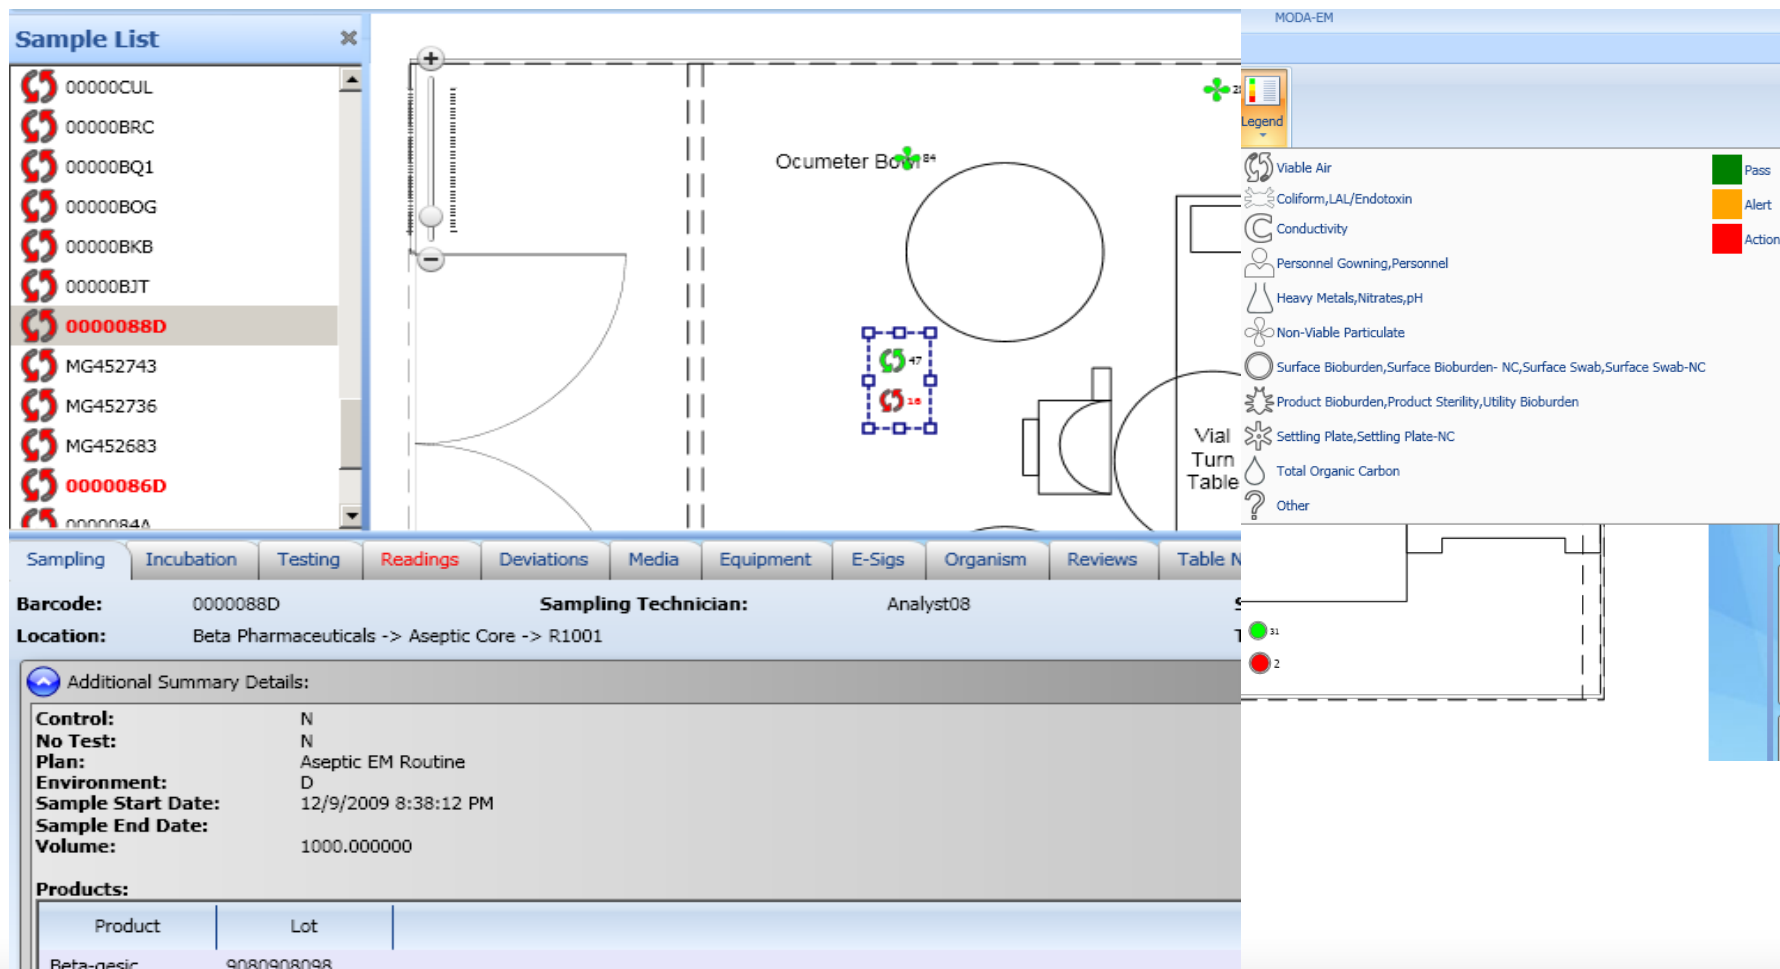 MODA-EM
Sample List
00000CUL
00000BRC
00000BQ1
00000BOG
00000BKB
00000BJT
0000088D
MG452743
MG452736
MG452683
0000086D
0000084A
Ocumeter Bowl
84
47
16
Vial
Turn
Table
Legend
Viable Air
Coliform,LAL/Endotoxin
Conductivity
Personnel Gowning,Personnel
Heavy Metals,Nitrates,pH
Non-Viable Particulate
Surface Bioburden,Surface Bioburden- NC,Surface Swab,Surface Swab-NC
Product Bioburden,Product Sterility,Utility Bioburden
Settling Plate,Settling Plate-NC
Total Organic Carbon
Other
Pass
Alert
Action
31
2
Sampling Incubation Testing Readings Deviations Media Equipment E-Sigs Organism Reviews Table N
Barcode: 0000088D Sampling Technician: Analyst08
Location: Beta Pharmaceuticals -> Aseptic Core -> R1001
Additional Summary Details:
Control: N
No Test: N
Plan: Aseptic EM Routine
Environment: D
Sample Start Date: 12/9/2009 8:38:12 PM
Sample End Date:
Volume: 1000.000000
Products:
Product Lot
Beta-gesic 9080908098